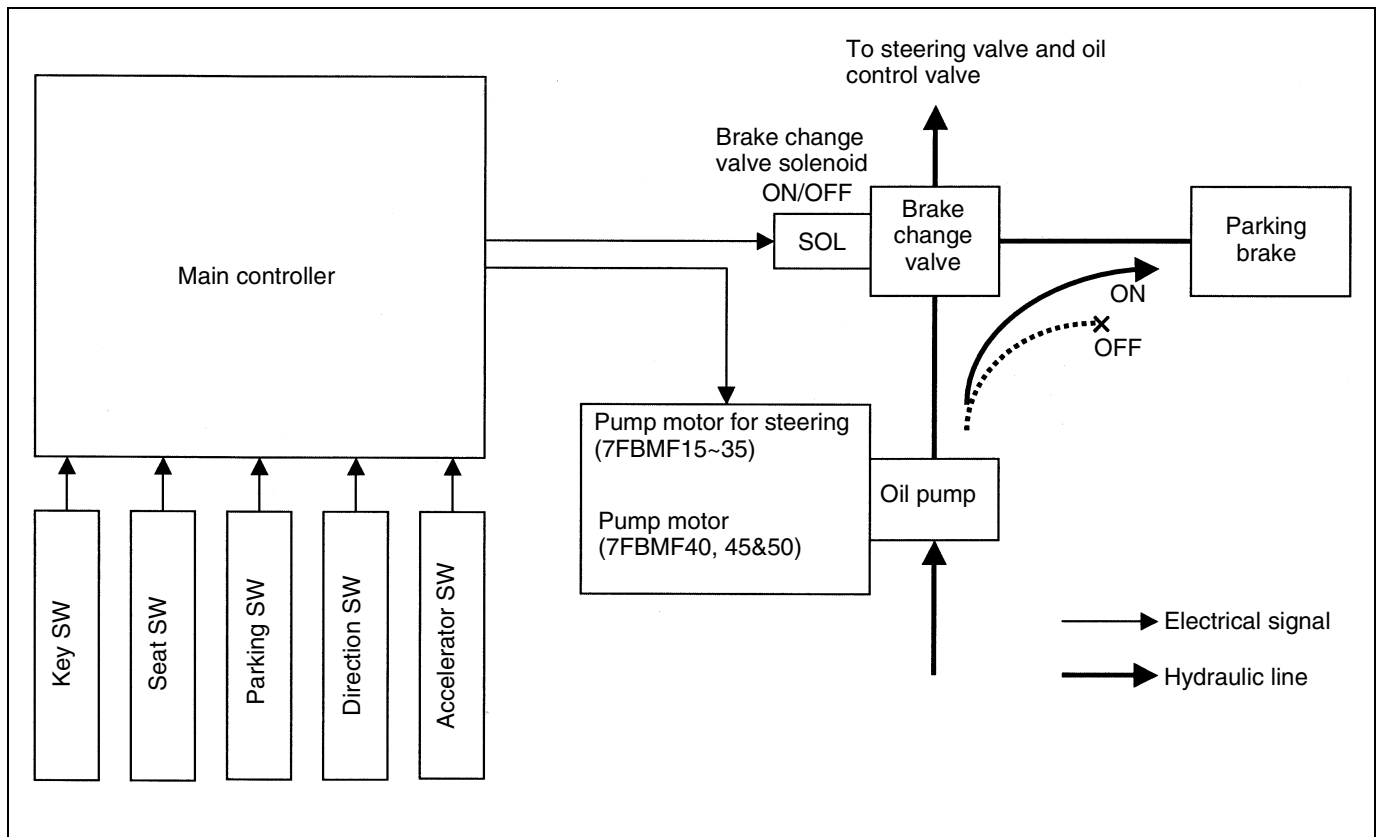 To steering valve and oil
control valve
Brake change
valve solenoid
ON/OFF
Main controller
SOL
Brake
change
valve
Parking
brake
ON
OFF
Pump motor for steering
(7FBMF15~35)
Pump motor
(7FBMF40, 45&50)
Oil pump
Key SW
Seat SW
Parking SW
Direction SW
Accelerator SW
Electrical signal
Hydraulic line